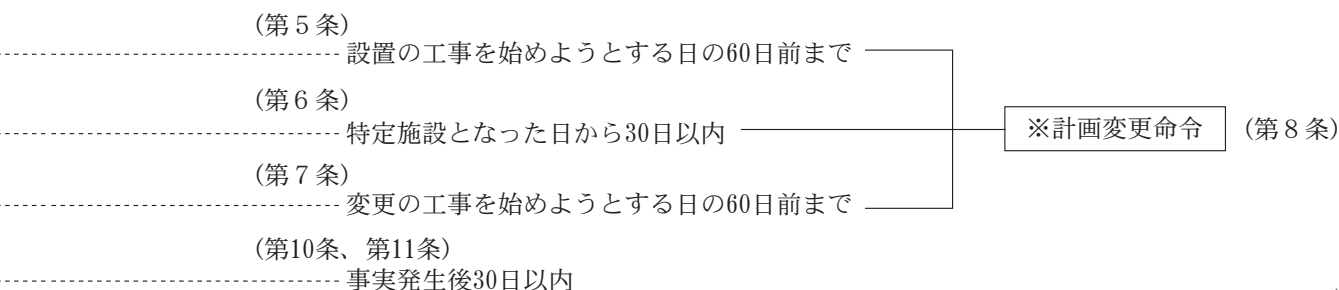 (第５条)
設置の工事を始めようとする日の60日前まで
(第６条)
特定施設となった日から30日以内
※計画変更命令 (第８条)
(第７条)
変更の工事を始めようとする日の60日前まで
(第10条、第11条)
事実発生後30日以内